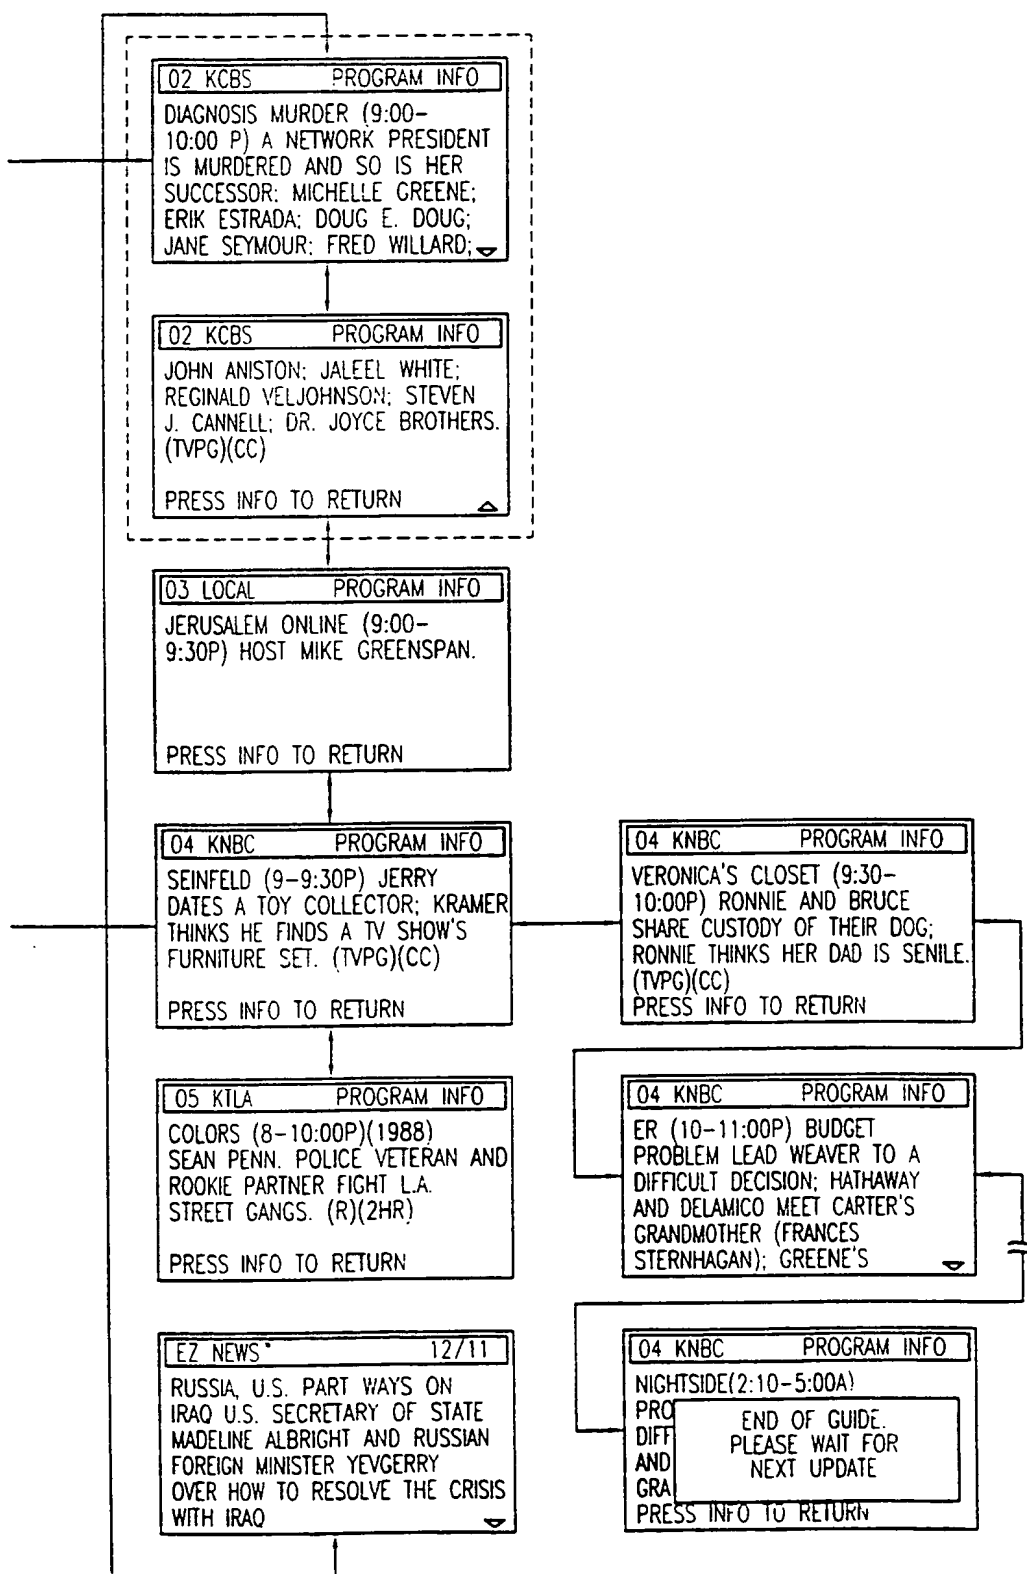 02 KCBS PROGRAM INFO
DIAGNOSIS MURDER (9:00-
10:00 P) A NETWORK PRESIDENT
IS MURDERED AND SO IS HER
SUCCESSOR: MICHELLE GREENE;
ERIK ESTRADA; DOUG E. DOUG;
JANE SEYMOUR; FRED WILLARD;
02 KCBS PROGRAM INFO
JOHN ANISTON; JALEEL WHITE;
REGINALD VELJOHNSON; STEVEN
J. CANNELL; DR. JOYCE BROTHERS.
(TVPG)(CC)
PRESS INFO TO RETURN
03 LOCAL PROGRAM INFO
JERUSALEM ONLINE (9:00-
9:30P) HOST MIKE GREENSPAN.
PRESS INFO TO RETURN
04 KNBC PROGRAM INFO
SEINFELD (9-9:30P) JERRY
DATES A TOY COLLECTOR; KRAMER
THINKS HE FINDS A TV SHOW'S
FURNITURE SET. (TVPG)(CC)
PRESS INFO TO RETURN
04 KNBC PROGRAM INFO
VERONICA'S CLOSET (9:30-
10:00P) RONNIE AND BRUCE
SHARE CUSTODY OF THEIR DOG;
RONNIE THINKS HER DAD IS SENILE.
(TVPG)(CC)
PRESS INFO TO RETURN
05 KTLA PROGRAM INFO
COLORS (8-10:00P)(1988)
SEAN PENN. POLICE VETERAN AND
ROOKIE PARTNER FIGHT L.A.
STREET GANGS. (R)(2HR)
PRESS INFO TO RETURN
04 KNBC PROGRAM INFO
ER (10-11:00P) BUDGET
PROBLEM LEAD WEAVER TO A
DIFFICULT DECISION; HATHAWAY
AND DELAMICO MEET CARTER'S
GRANDMOTHER (FRANCES
STERNHAGAN); GREENE'S
EZ NEWS 12/11
RUSSIA, U.S. PART WAYS ON
IRAQ U.S. SECRETARY OF STATE
MADELINE ALBRIGHT AND RUSSIAN
FOREIGN MINISTER YEVGERRY
OVER HOW TO RESOLVE THE CRISIS
WITH IRAQ
04 KNBC PROGRAM INFO
NIGHTSIDE(2:10-5:00A)
PRO
DIFF
AND
GRA
END OF GUIDE.
PLEASE WAIT FOR
NEXT UPDATE
PRESS INFO TO RETURN